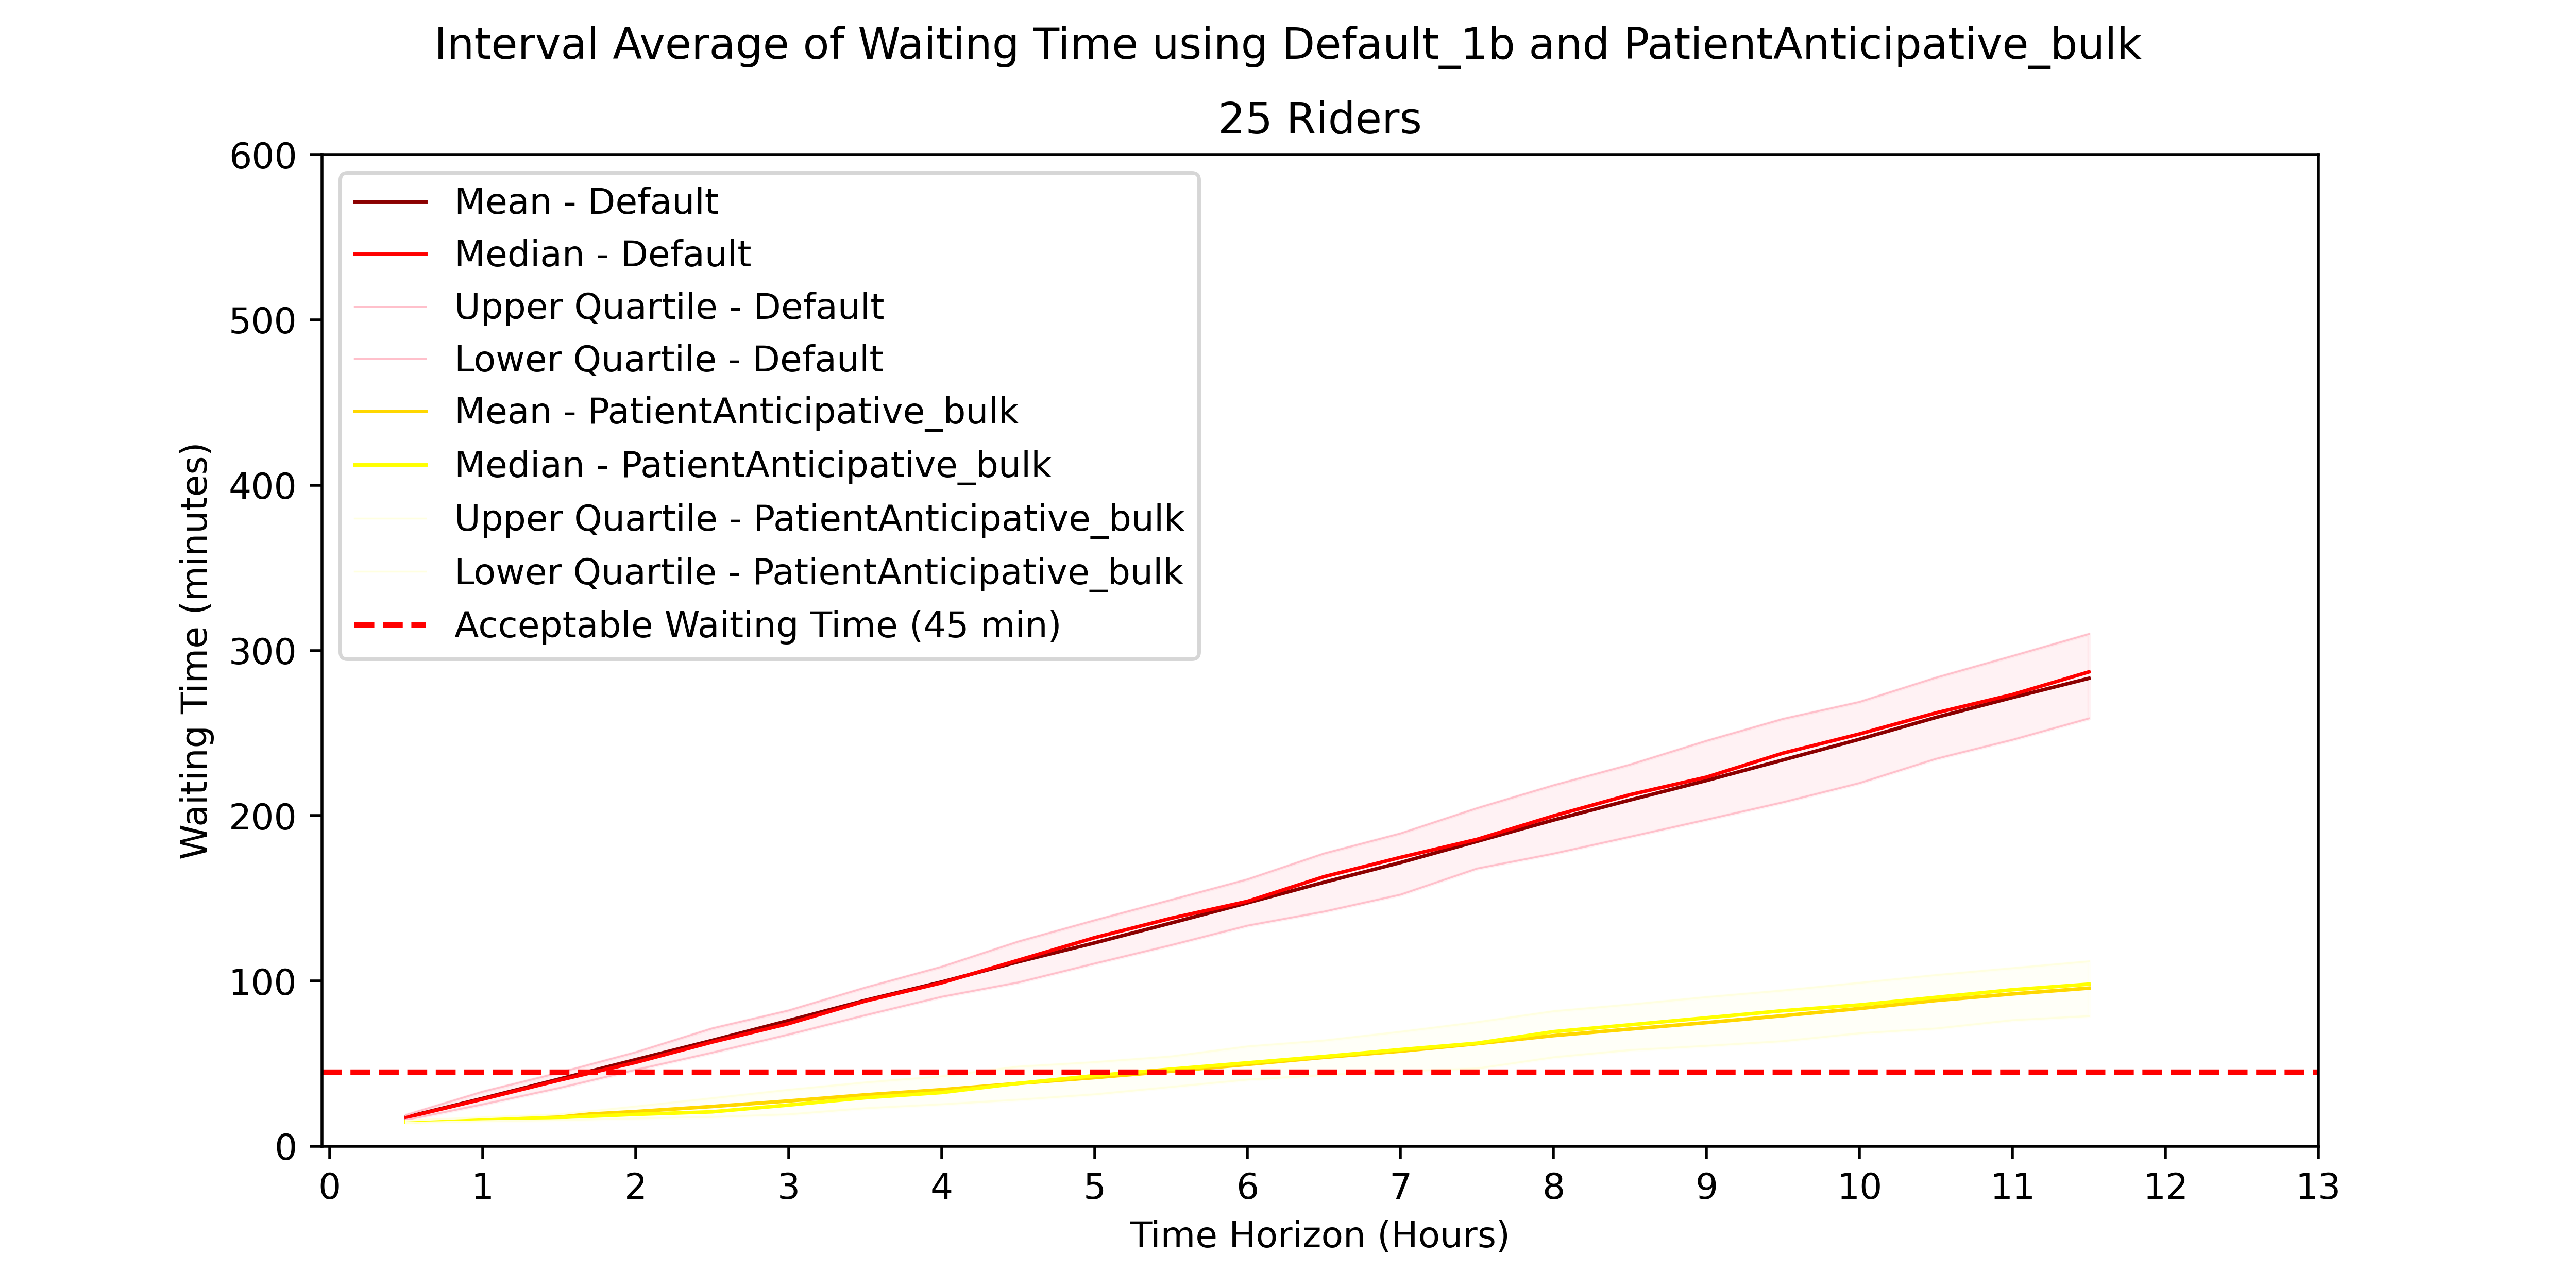 Interval Average of Waiting Time using Default_1b and PatientAnticipative_bulk
25 Riders
600
500
400
300
200
100
0
Waiting Time (minutes)
Mean - Default
Median - Default
Upper Quartile - Default
Lower Quartile - Default
Mean - PatientAnticipative_bulk
Median - PatientAnticipative_bulk
Upper Quartile - PatientAnticipative_bulk
Lower Quartile - PatientAnticipative_bulk
Acceptable Waiting Time (45 min)
0 1 2 3 4 5 6 7 8 9 10 11 12 13
Time Horizon (Hours)